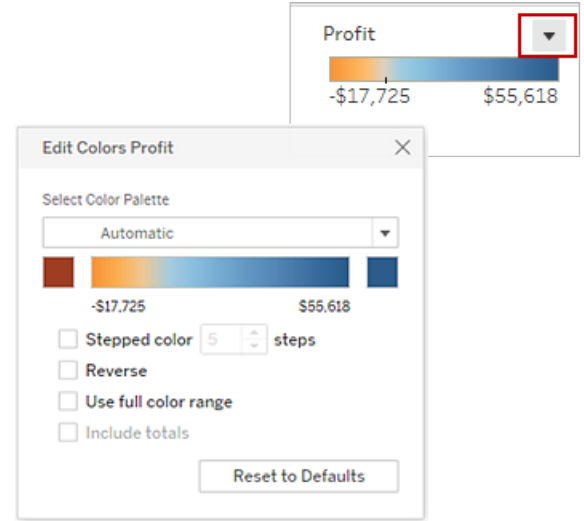 Profit
-$17,725 $55,618
Edit Colors Profit
Select Color Palette
Automatic
-$17,725 $55,618
Stepped color 5 steps
Reverse
Use full color range
Include totals
Reset to Defaults